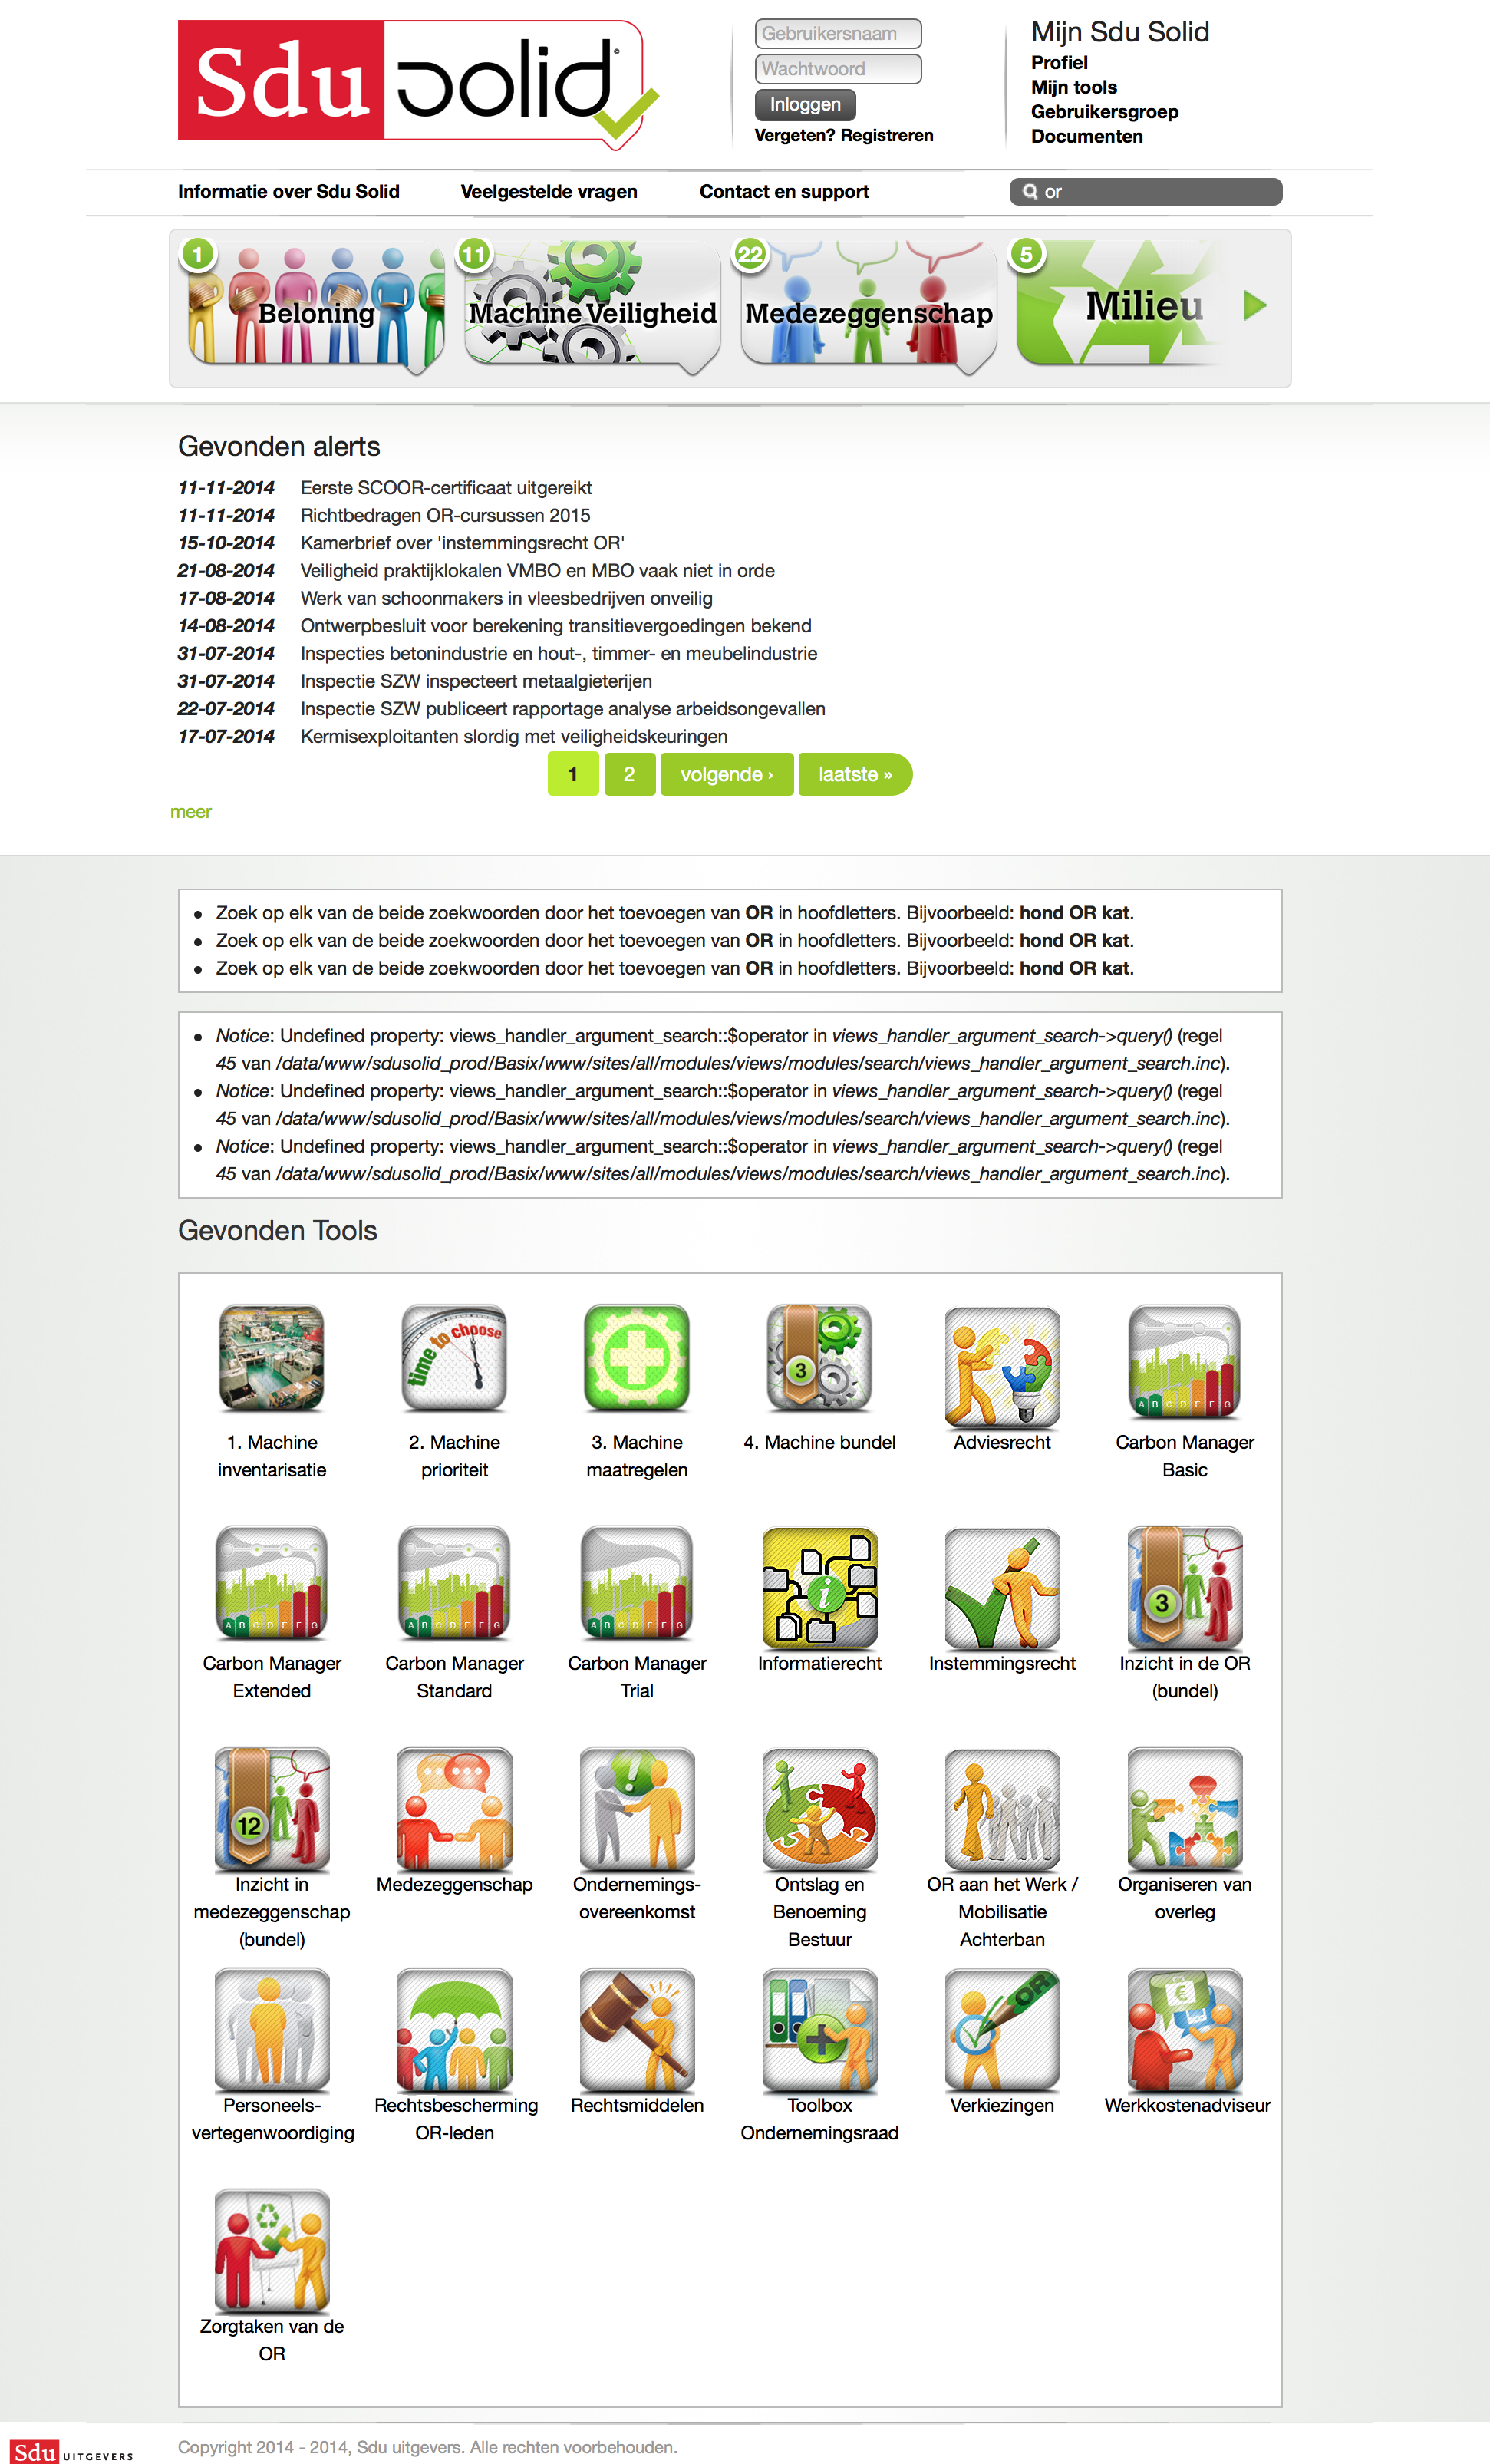 Sdu solid ©
Gebruikersnaam
Wachtwoord
Inloggen
Vergeten? Registreren
Mijn Sdu Solid
Profiel
Mijn tools
Gebruikersgroep
Documenten
Informatie over Sdu Solid
Veelgestelde vragen
Contact en support
or
1
Beloning
11
Machine Veiligheid
22
Medezeggenschap
5
Milieu
Gevonden alerts
11-11-2014 Eerste SCOOR-certificaat uitgereikt
11-11-2014 Richtbedragen OR-cursussen 2015
15-10-2014 Kamerbrief over 'instemmingsrecht OR'
21-08-2014 Veiligheid praktijklokalen VMBO en MBO vaak niet in orde
17-08-2014 Werk van schoonmakers in vleesbedrijven onveilig
14-08-2014 Ontwerpbesluit voor berekening transitievergoedingen bekend
31-07-2014 Inspecties betonindustrie en hout-, timmer- en meubelindustrie
31-07-2014 Inspectie SZW inspecteert metaalgieterijen
22-07-2014 Inspectie SZW publiceert rapportage analyse arbeidsongevallen
17-07-2014 Kermisexploitanten slordig met veiligheidskeuringen
1 2 volgende › laatste »
meer
• Zoek op elk van de beide zoekwoorden door het toevoegen van OR in hoofdletters. Bijvoorbeeld: hond OR kat.
• Zoek op elk van de beide zoekwoorden door het toevoegen van OR in hoofdletters. Bijvoorbeeld: hond OR kat.
• Zoek op elk van de beide zoekwoorden door het toevoegen van OR in hoofdletters. Bijvoorbeeld: hond OR kat.
• Notice: Undefined property: views_handler_argument_search::$operator in views_handler_argument_search->query() (regel
45 van /data/www/sdusolid_prod/Basix/www/sites/all/modules/views/modules/search/views_handler_argument_search.inc).
• Notice: Undefined property: views_handler_argument_search::$operator in views_handler_argument_search->query() (regel
45 van /data/www/sdusolid_prod/Basix/www/sites/all/modules/views/modules/search/views_handler_argument_search.inc).
• Notice: Undefined property: views_handler_argument_search::$operator in views_handler_argument_search->query() (regel
45 van /data/www/sdusolid_prod/Basix/www/sites/all/modules/views/modules/search/views_handler_argument_search.inc).
Gevonden Tools
1. Machine
inventarisatie
time to choose
2. Machine
prioriteit
3. Machine
maatregelen
3
4. Machine bundel
Adviesrecht
A B C D E F G
Carbon Manager
Basic
A B C D E F G
Carbon Manager
Extended
A B C D E F G
Carbon Manager
Standard
A B C D E F G
Carbon Manager
Trial
i
Informatierecht
Instemmingsrecht
3
Inzicht in de OR
(bundel)
12
Inzicht in
medezeggenschap
(bundel)
Medezeggenschap
!
Ondernemings-
overeenkomst
Ontslag en
Benoeming
Bestuur
OR aan het Werk /
Mobilisatie
Achterban
Organiseren van
overleg
Personeels-
vertegenwoordiging
Rechtsbescherming
OR-leden
Rechtsmiddelen
Toolbox
Ondernemingsraad
OR
Verkiezingen
€
Werkkostenadviseur
Zorgtaken van de
OR
Sdu UITGEVERS
Copyright 2014 - 2014, Sdu uitgevers. Alle rechten voorbehouden.